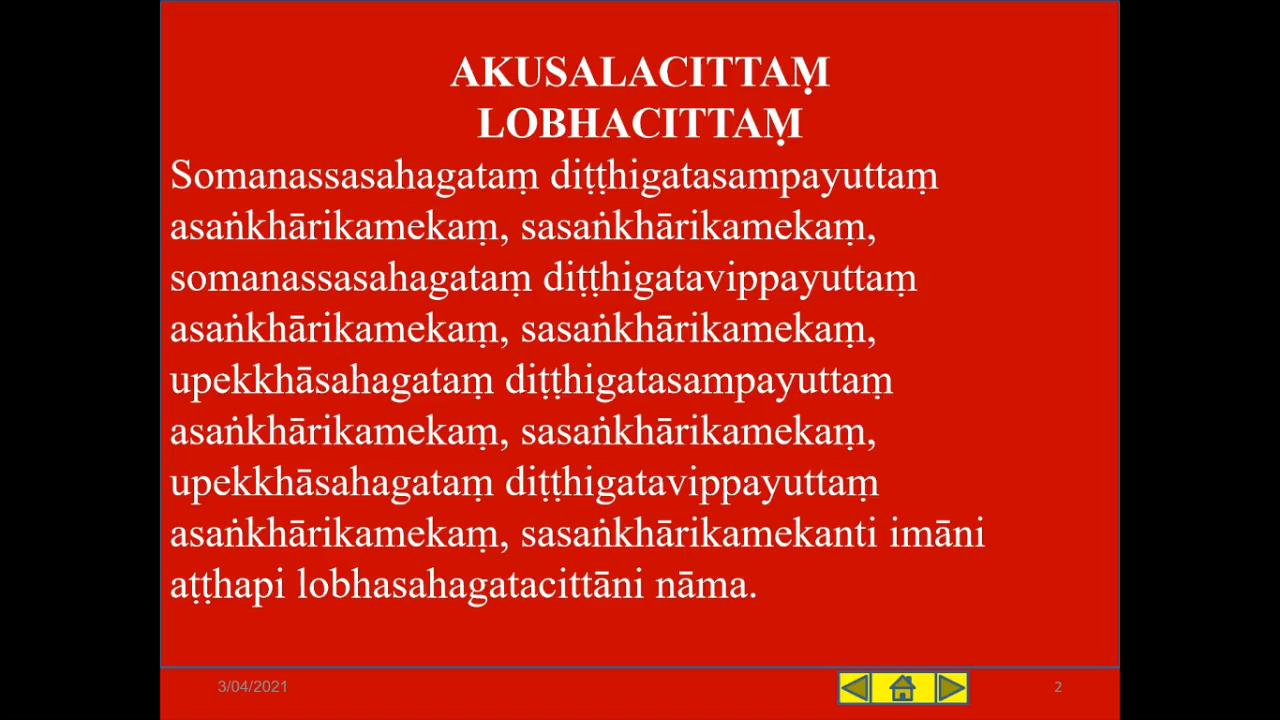 AKUSALACITTAṂ
LOBHACITTAṂ
Somanassasahagataṃ diṭṭhigatasampayuttaṃ
asaṅkhārikamekaṃ, sasaṅkhārikamekaṃ,
somanassasahagataṃ diṭṭhigatavippayuttaṃ
asaṅkhārikamekaṃ, sasaṅkhārikamekaṃ,
upekkhāsahagataṃ diṭṭhigatasampayuttaṃ
asaṅkhārikamekaṃ, sasaṅkhārikamekaṃ,
upekkhāsahagataṃ diṭṭhigatavippayuttaṃ
asaṅkhārikamekaṃ, sasaṅkhārikamekanti imāni
aṭṭhapi lobhasahagatacittāni nāma.
3/04/2021
2